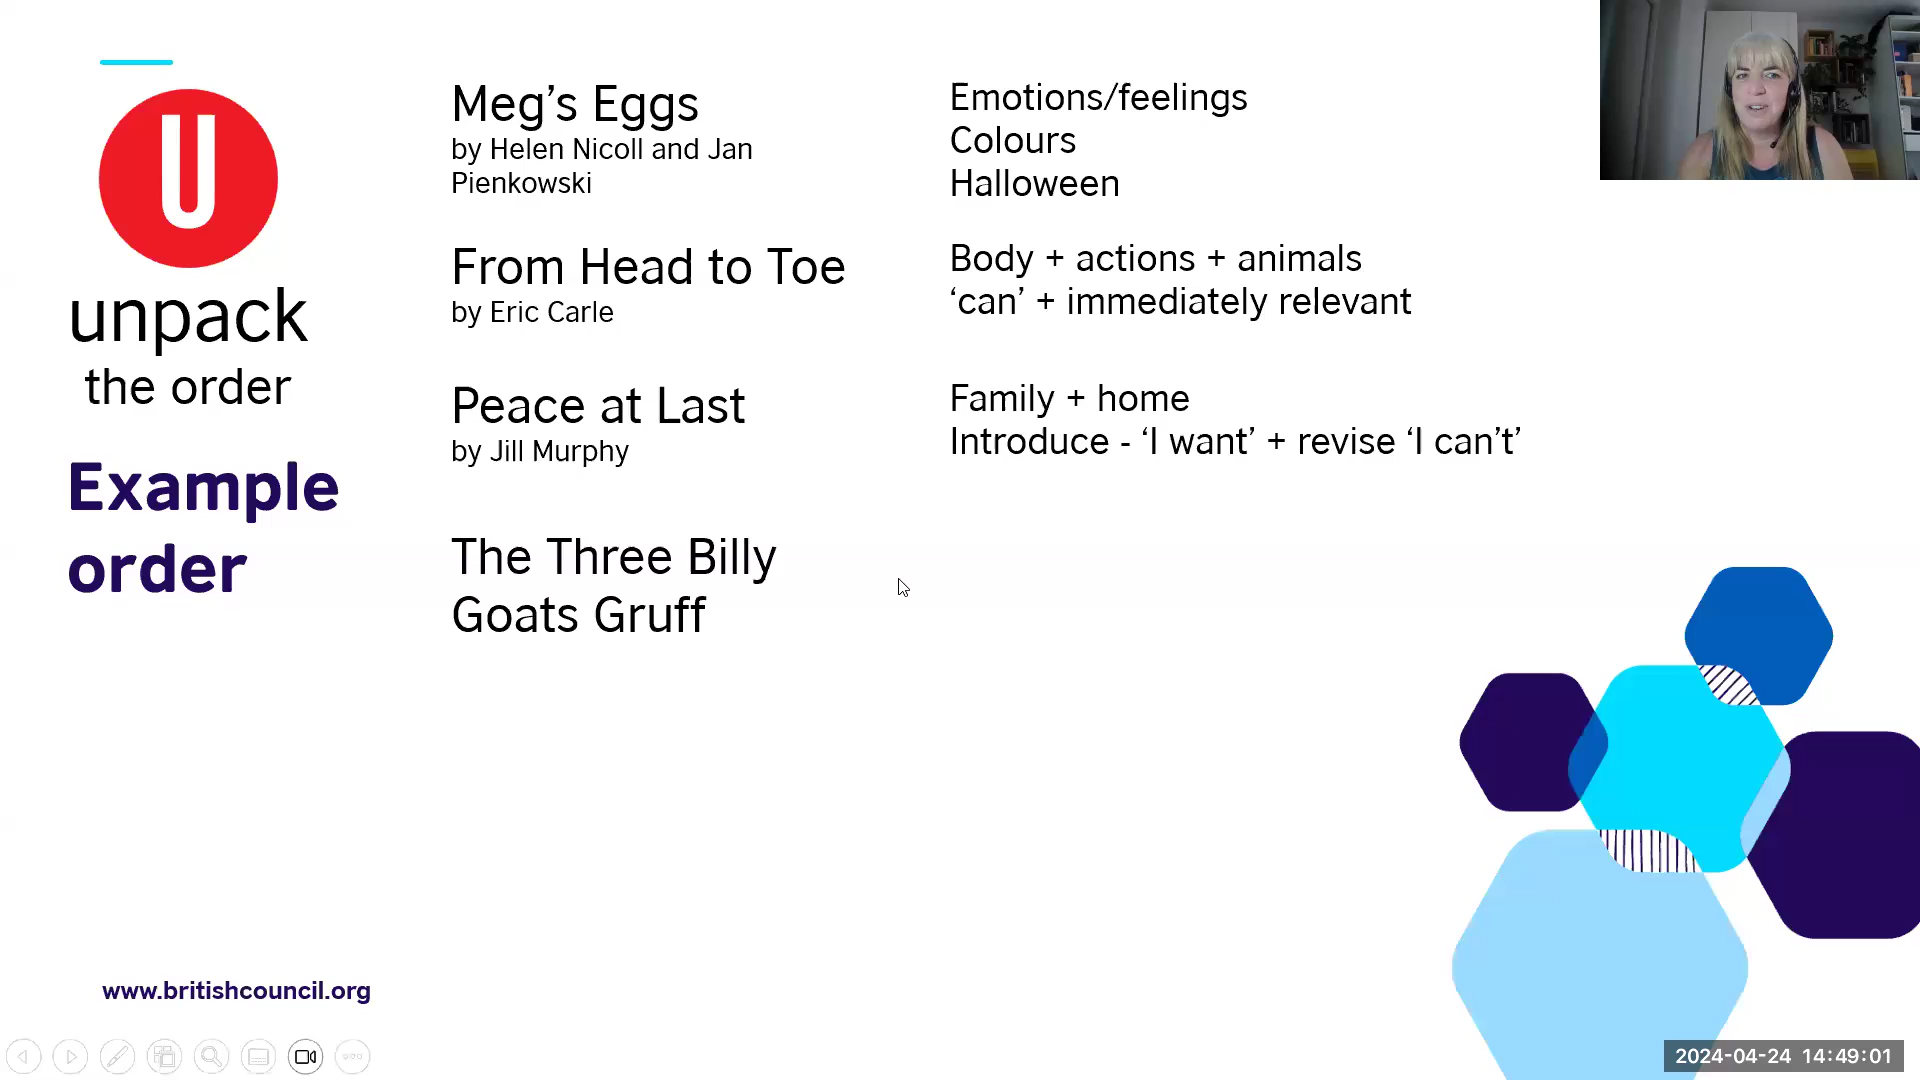 U
unpack
the order
Example
order
Meg’s Eggs
by Helen Nicoll and Jan
Pienkowski
Emotions/feelings
Colours
Halloween
From Head to Toe
by Eric Carle
Body + actions + animals
‘can’ + immediately relevant
Peace at Last
by Jill Murphy
Family + home
Introduce - ‘I want’ + revise ‘I can’t’
The Three Billy
Goats Gruff
www.britishcouncil.org
2024-04-24 14:49:01